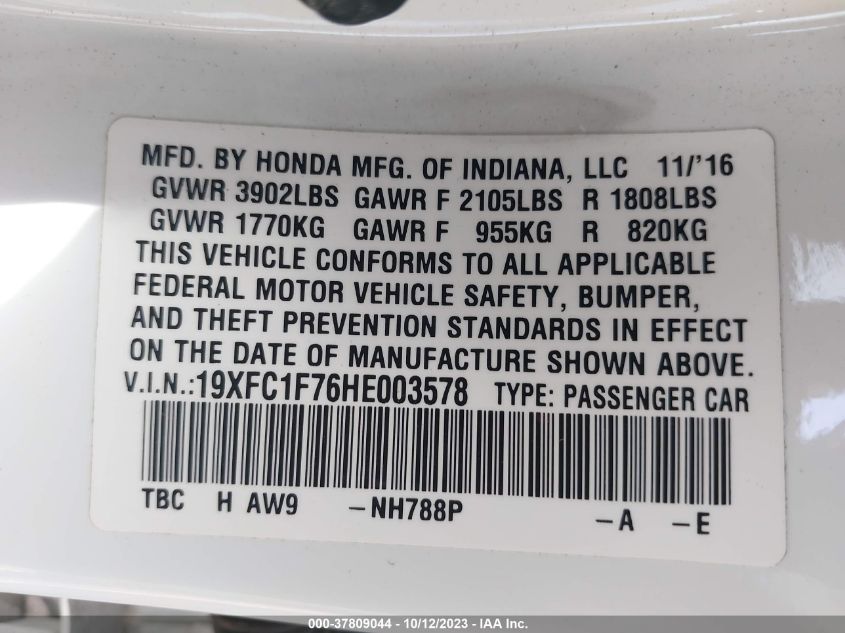 MFD. BY HONDA MFG. OF INDIANA, LLC 11/'16
GVWR 3902LBS GAWR F 2105LBS R 1808LBS
GVWR 1770KG GAWR F 955KG R 820KG
THIS VEHICLE CONFORMS TO ALL APPLICABLE
FEDERAL MOTOR VEHICLE SAFETY, BUMPER,
AND THEFT PREVENTION STANDARDS IN EFFECT
ON THE DATE OF MANUFACTURE SHOWN ABOVE.
V.I.N.:19XFC1F76HE003578 TYPE: PASSENGER CAR
TBC H AW9 -NH788P -A -E
000-37809044 - 10/12/2023 - IAA Inc.